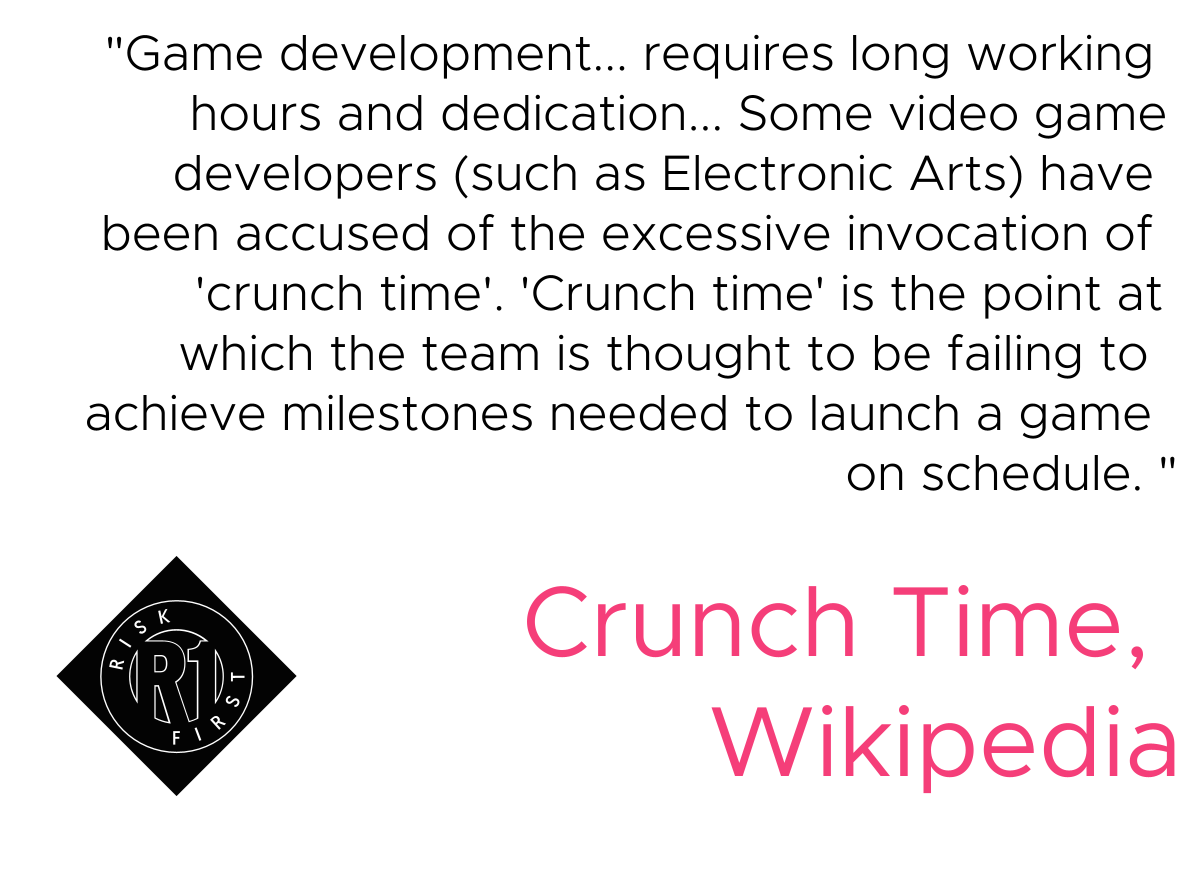 "Game development... requires long working
hours and dedication... Some video game
developers (such as Electronic Arts) have
been accused of the excessive invocation of
'crunch time'. 'Crunch time' is the point at
which the team is thought to be failing to
achieve milestones needed to launch a game
on schedule. "
Crunch Time,
Wikipedia
RISK
R1
FIRST